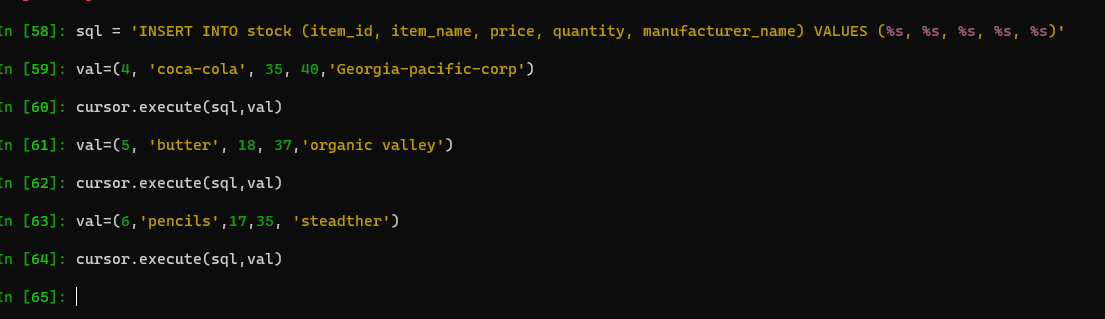 In [58]: sql = 'INSERT INTO stock (item_id, item_name, price, quantity, manufacturer_name) VALUES (%s, %s, %s, %s, %s)'
In [59]: val=(4, 'coca-cola', 35, 40,'Georgia-pacific-corp')
In [60]: cursor.execute(sql,val)
In [61]: val=(5, 'butter', 18, 37,'organic valley')
In [62]: cursor.execute(sql,val)
In [63]: val=(6,'pencils',17,35, 'steadther')
In [64]: cursor.execute(sql,val)
In [65]: